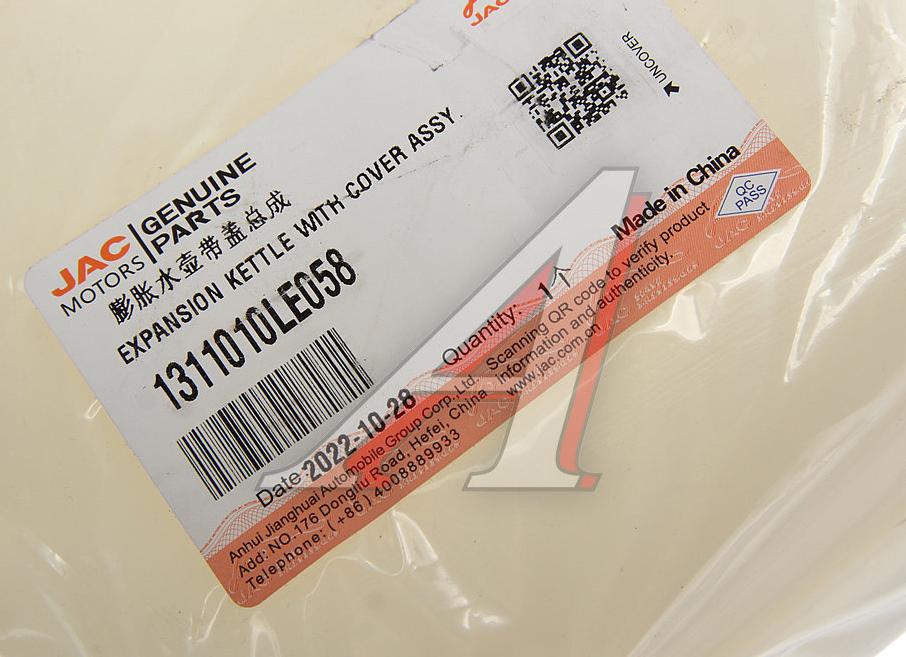 JAC
JAC
MOTORS
GENUINE
PARTS
UNCOVER
膨胀水壶带盖总成
EXPANSION KETTLE WITH COVER ASSY
1311010LE058
Date: 2022-10-28
Quantity: 1个
Made in China
QC
PASS
Anhui Jianghuai Automobile Group Corp.,Ltd.
Add: NO.176 Dongliu Road, Hefei, China
Telephone: (+86) 4008889933
Scanning QR code to verify product
information and authenticity.
www.jac.com.cn